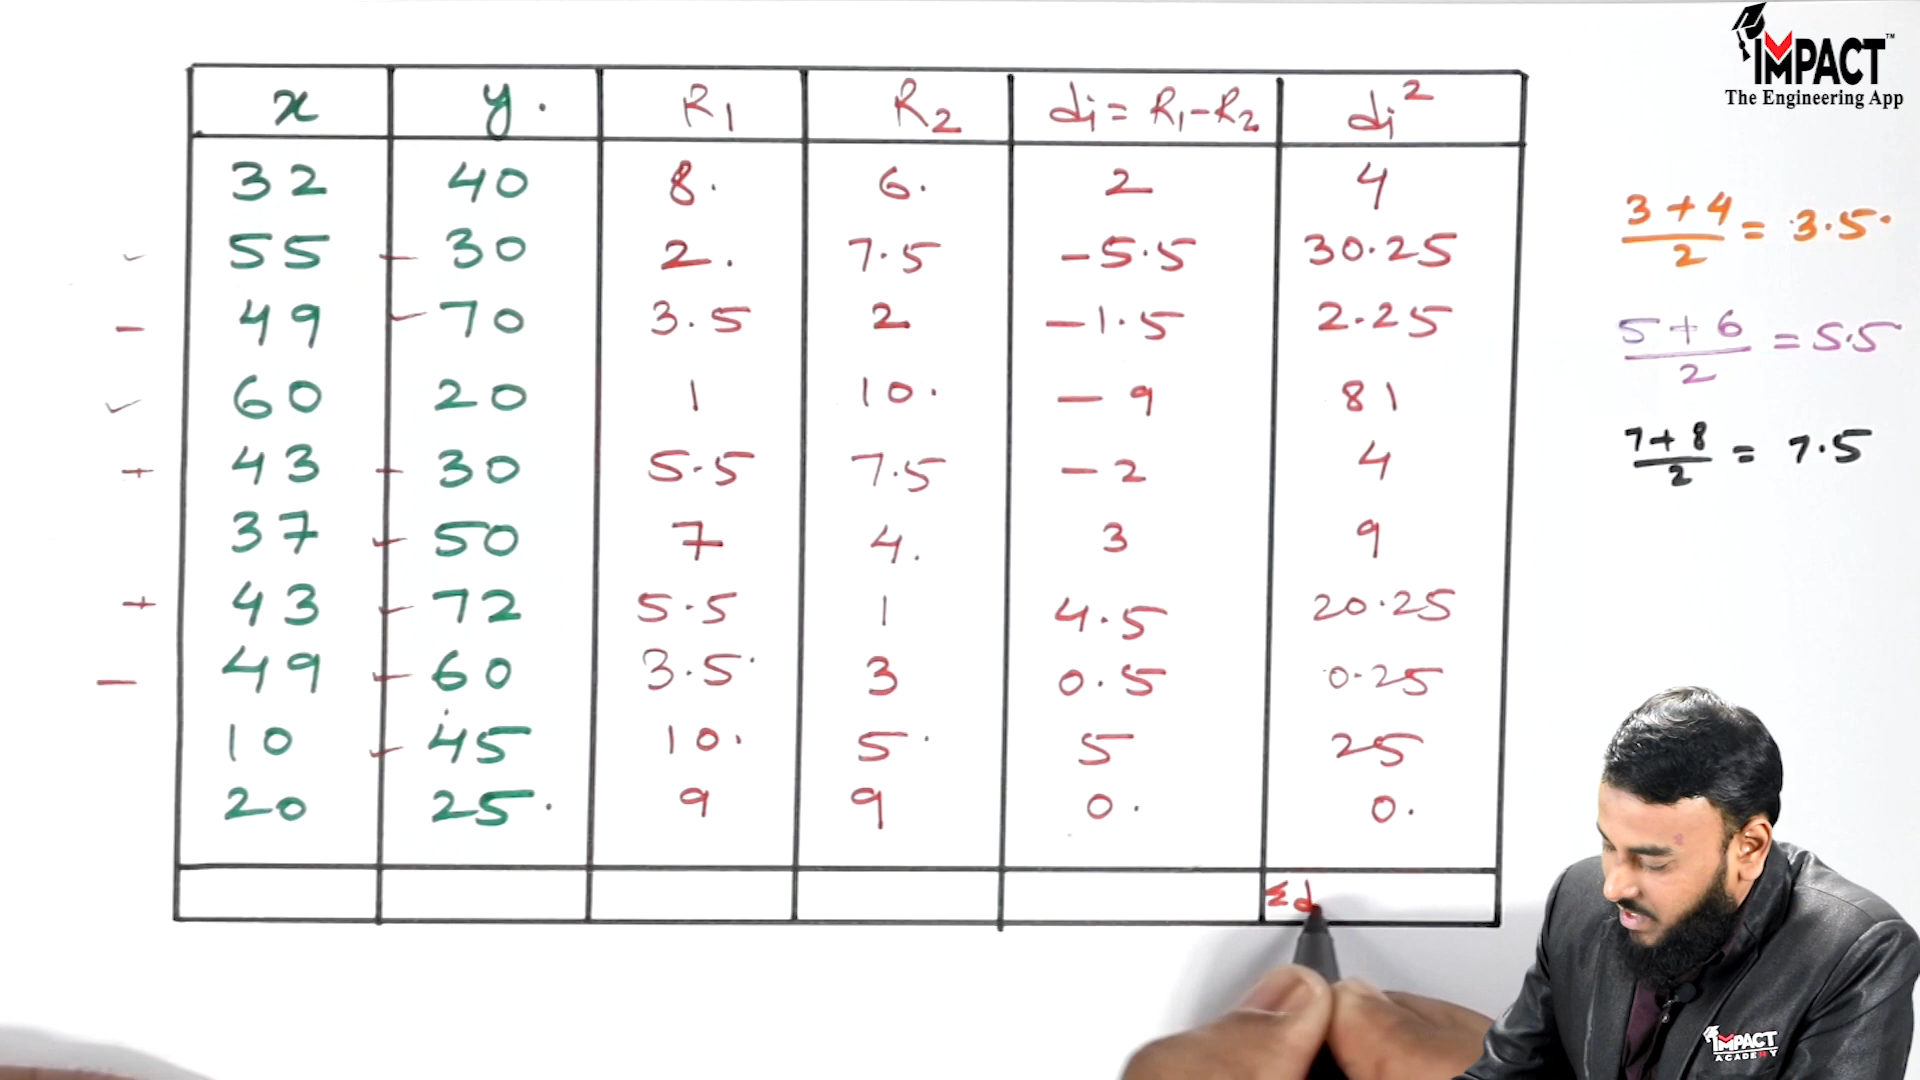 IMPACT™
The Engineering App
x y. R₁ R₂ di = R₁-R₂ di²
32 40 8. 6. 2 4
55 30 2. 7.5 -5.5 30.25
49 70 3.5 2 -1.5 2.25
60 20 1 10. -9 81
43 30 5.5 7.5 -2 4
37 50 7 4. 3 9
43 72 5.5 1 4.5 20.25
49 60 3.5 3 0.5 0.25
10 45 10. 5 5 25
20 25. 9 9 0. 0.
Σd
3+4/2 = 3.5
5+6/2 = 5.5
7+8/2 = 7.5
IMPACT
ACADEMY